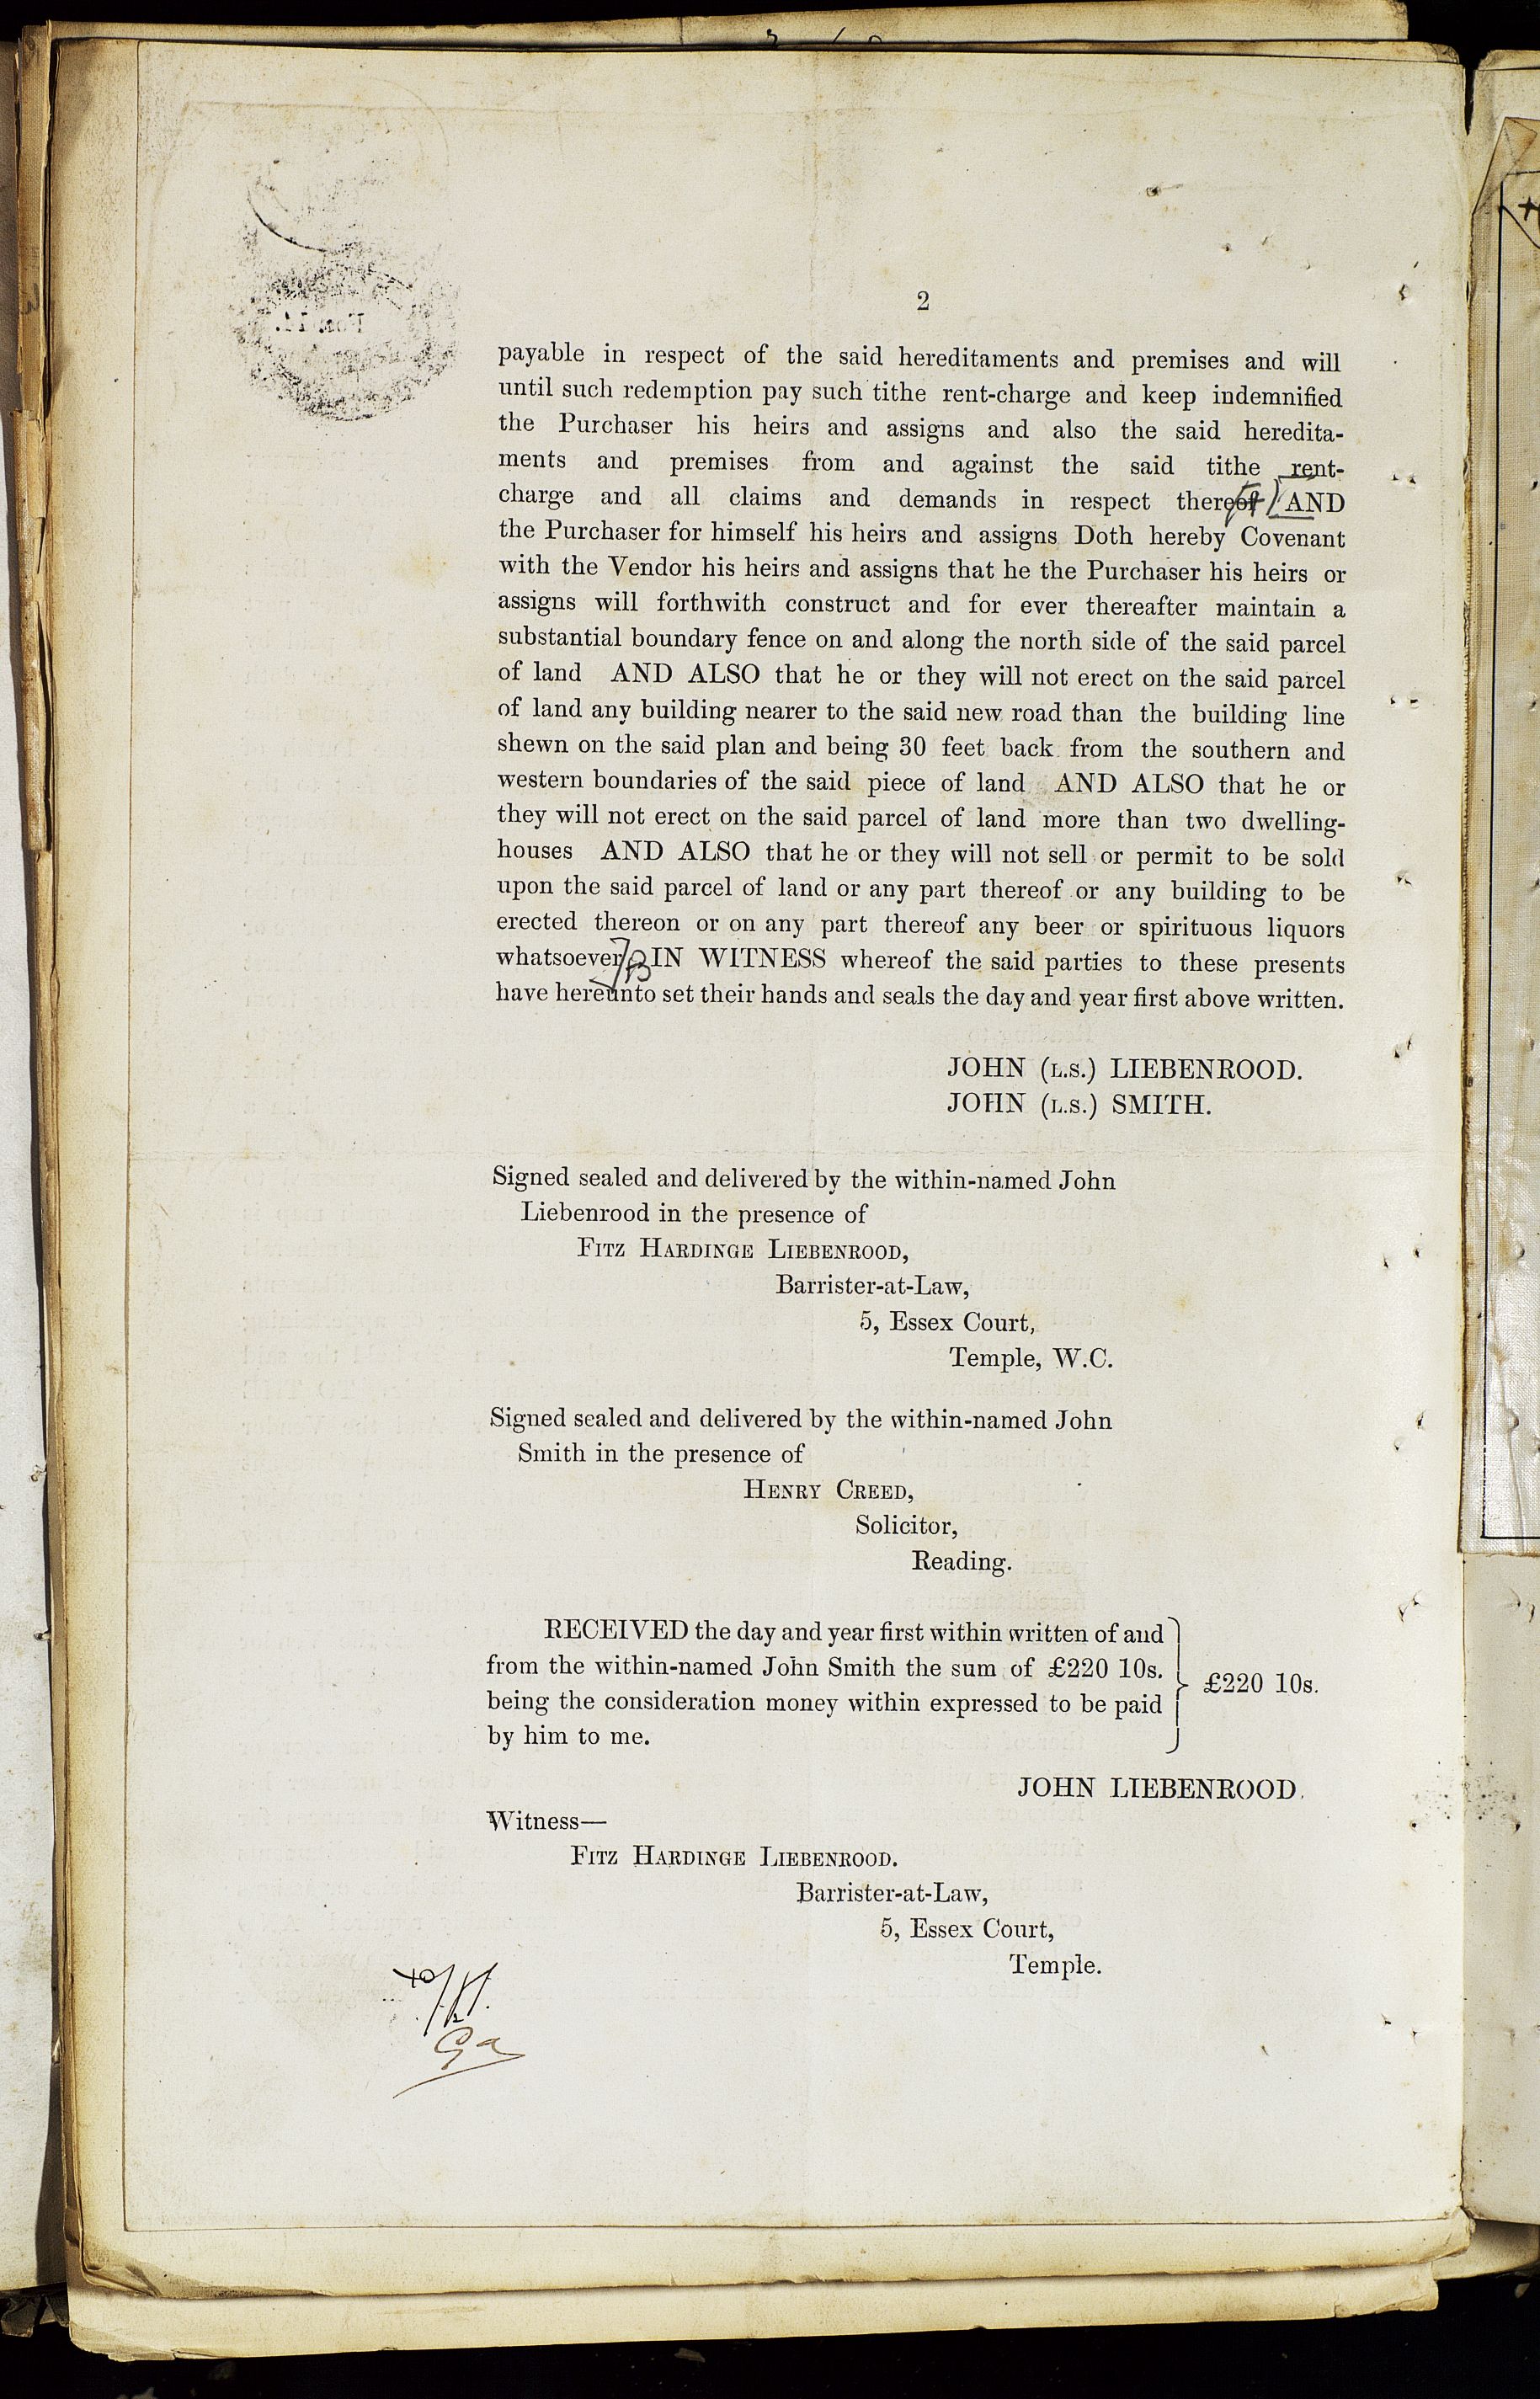 2
payable in respect of the said hereditaments and premises and will
until such redemption pay such tithe rent-charge and keep indemnified
the Purchaser his heirs and assigns and also the said heredita-
ments and premises from and against the said tithe rent-
charge and all claims and demands in respect thereof AND
the Purchaser for himself his heirs and assigns Doth hereby Covenant
with the Vendor his heirs and assigns that he the Purchaser his heirs or
assigns will forthwith construct and for ever thereafter maintain a
substantial boundary fence on and along the north side of the said parcel
of land AND ALSO that he or they will not erect on the said parcel
of land any building nearer to the said new road than the building line
shewn on the said plan and being 30 feet back from the southern and
western boundaries of the said piece of land AND ALSO that he or
they will not erect on the said parcel of land more than two dwelling-
houses AND ALSO that he or they will not sell or permit to be sold
upon the said parcel of land or any part thereof or any building to be
erected thereon or on any part thereof any beer or spirituous liquors
whatsoever IN WITNESS whereof the said parties to these presents
have hereunto set their hands and seals the day and year first above written.
JOHN (L.S.) LIEBENROOD.
JOHN (L.S.) SMITH.
Signed sealed and delivered by the within-named John
Liebenrood in the presence of
FITZ HARDINGE LIEBENROOD,
Barrister-at-Law,
5, Essex Court,
Temple, W.C.
Signed sealed and delivered by the within-named John
Smith in the presence of
HENRY CREED,
Solicitor,
Reading.
RECEIVED the day and year first within written of and
from the within-named John Smith the sum of £220 10s.
being the consideration money within expressed to be paid
by him to me.
£220 10s.
JOHN LIEBENROOD.
Witness—
FITZ HARDINGE LIEBENROOD.
Barrister-at-Law,
5, Essex Court,
Temple.